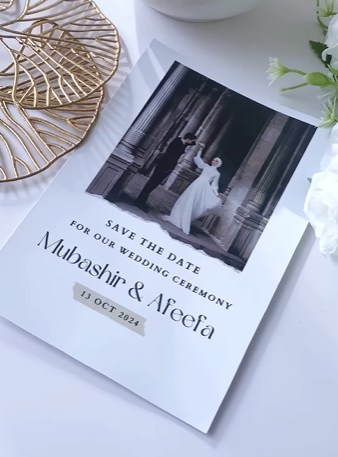 SAVE THE DATE
FOR OUR WEDDING CEREMONY
Mubashir & Afeefa
13 OCT 2024